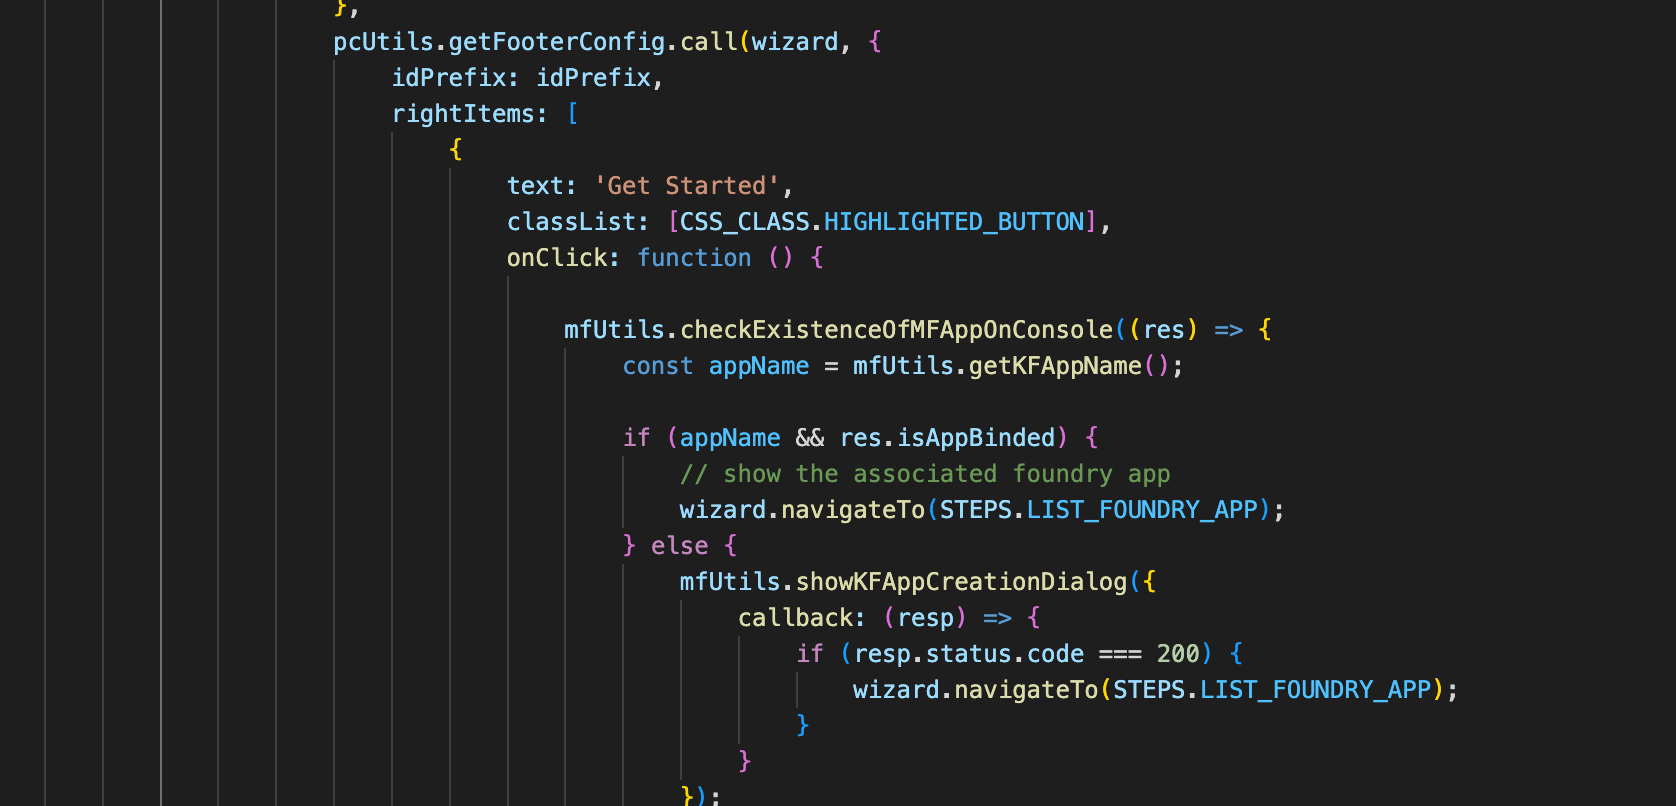 },
pcUtils.getFooterConfig.call(wizard, {
idPrefix: idPrefix,
rightItems: [
{
text: 'Get Started',
classList: [CSS_CLASS.HIGHLIGHTED_BUTTON],
onClick: function () {
mfUtils.checkExistenceOfMFAppOnConsole((res) => {
const appName = mfUtils.getKFAppName();
if (appName && res.isAppBinded) {
// show the associated foundry app
wizard.navigateTo(STEPS.LIST_FOUNDRY_APP);
} else {
mfUtils.showKFAppCreationDialog({
callback: (resp) => {
if (resp.status.code === 200) {
wizard.navigateTo(STEPS.LIST_FOUNDRY_APP);
}
}
});